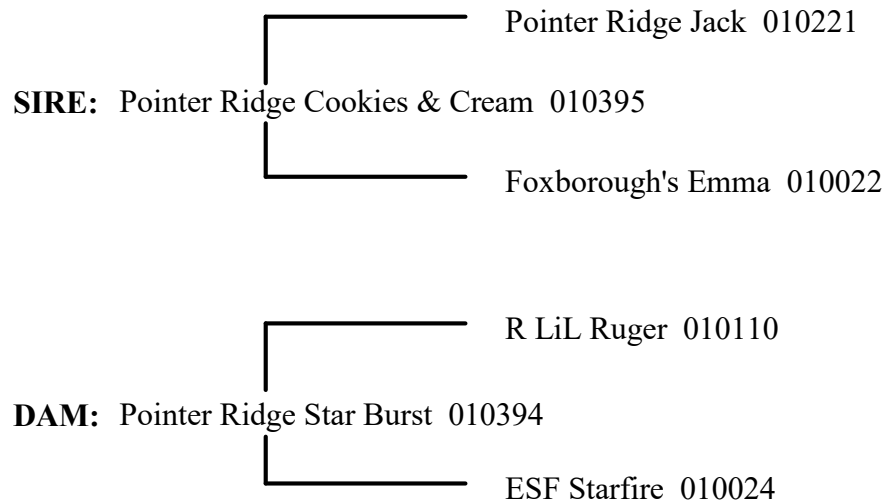 Pointer Ridge Jack 010221
SIRE: Pointer Ridge Cookies & Cream 010395
Foxborough's Emma 010022
R LiL Ruger 010110
DAM: Pointer Ridge Star Burst 010394
ESF Starfire 010024